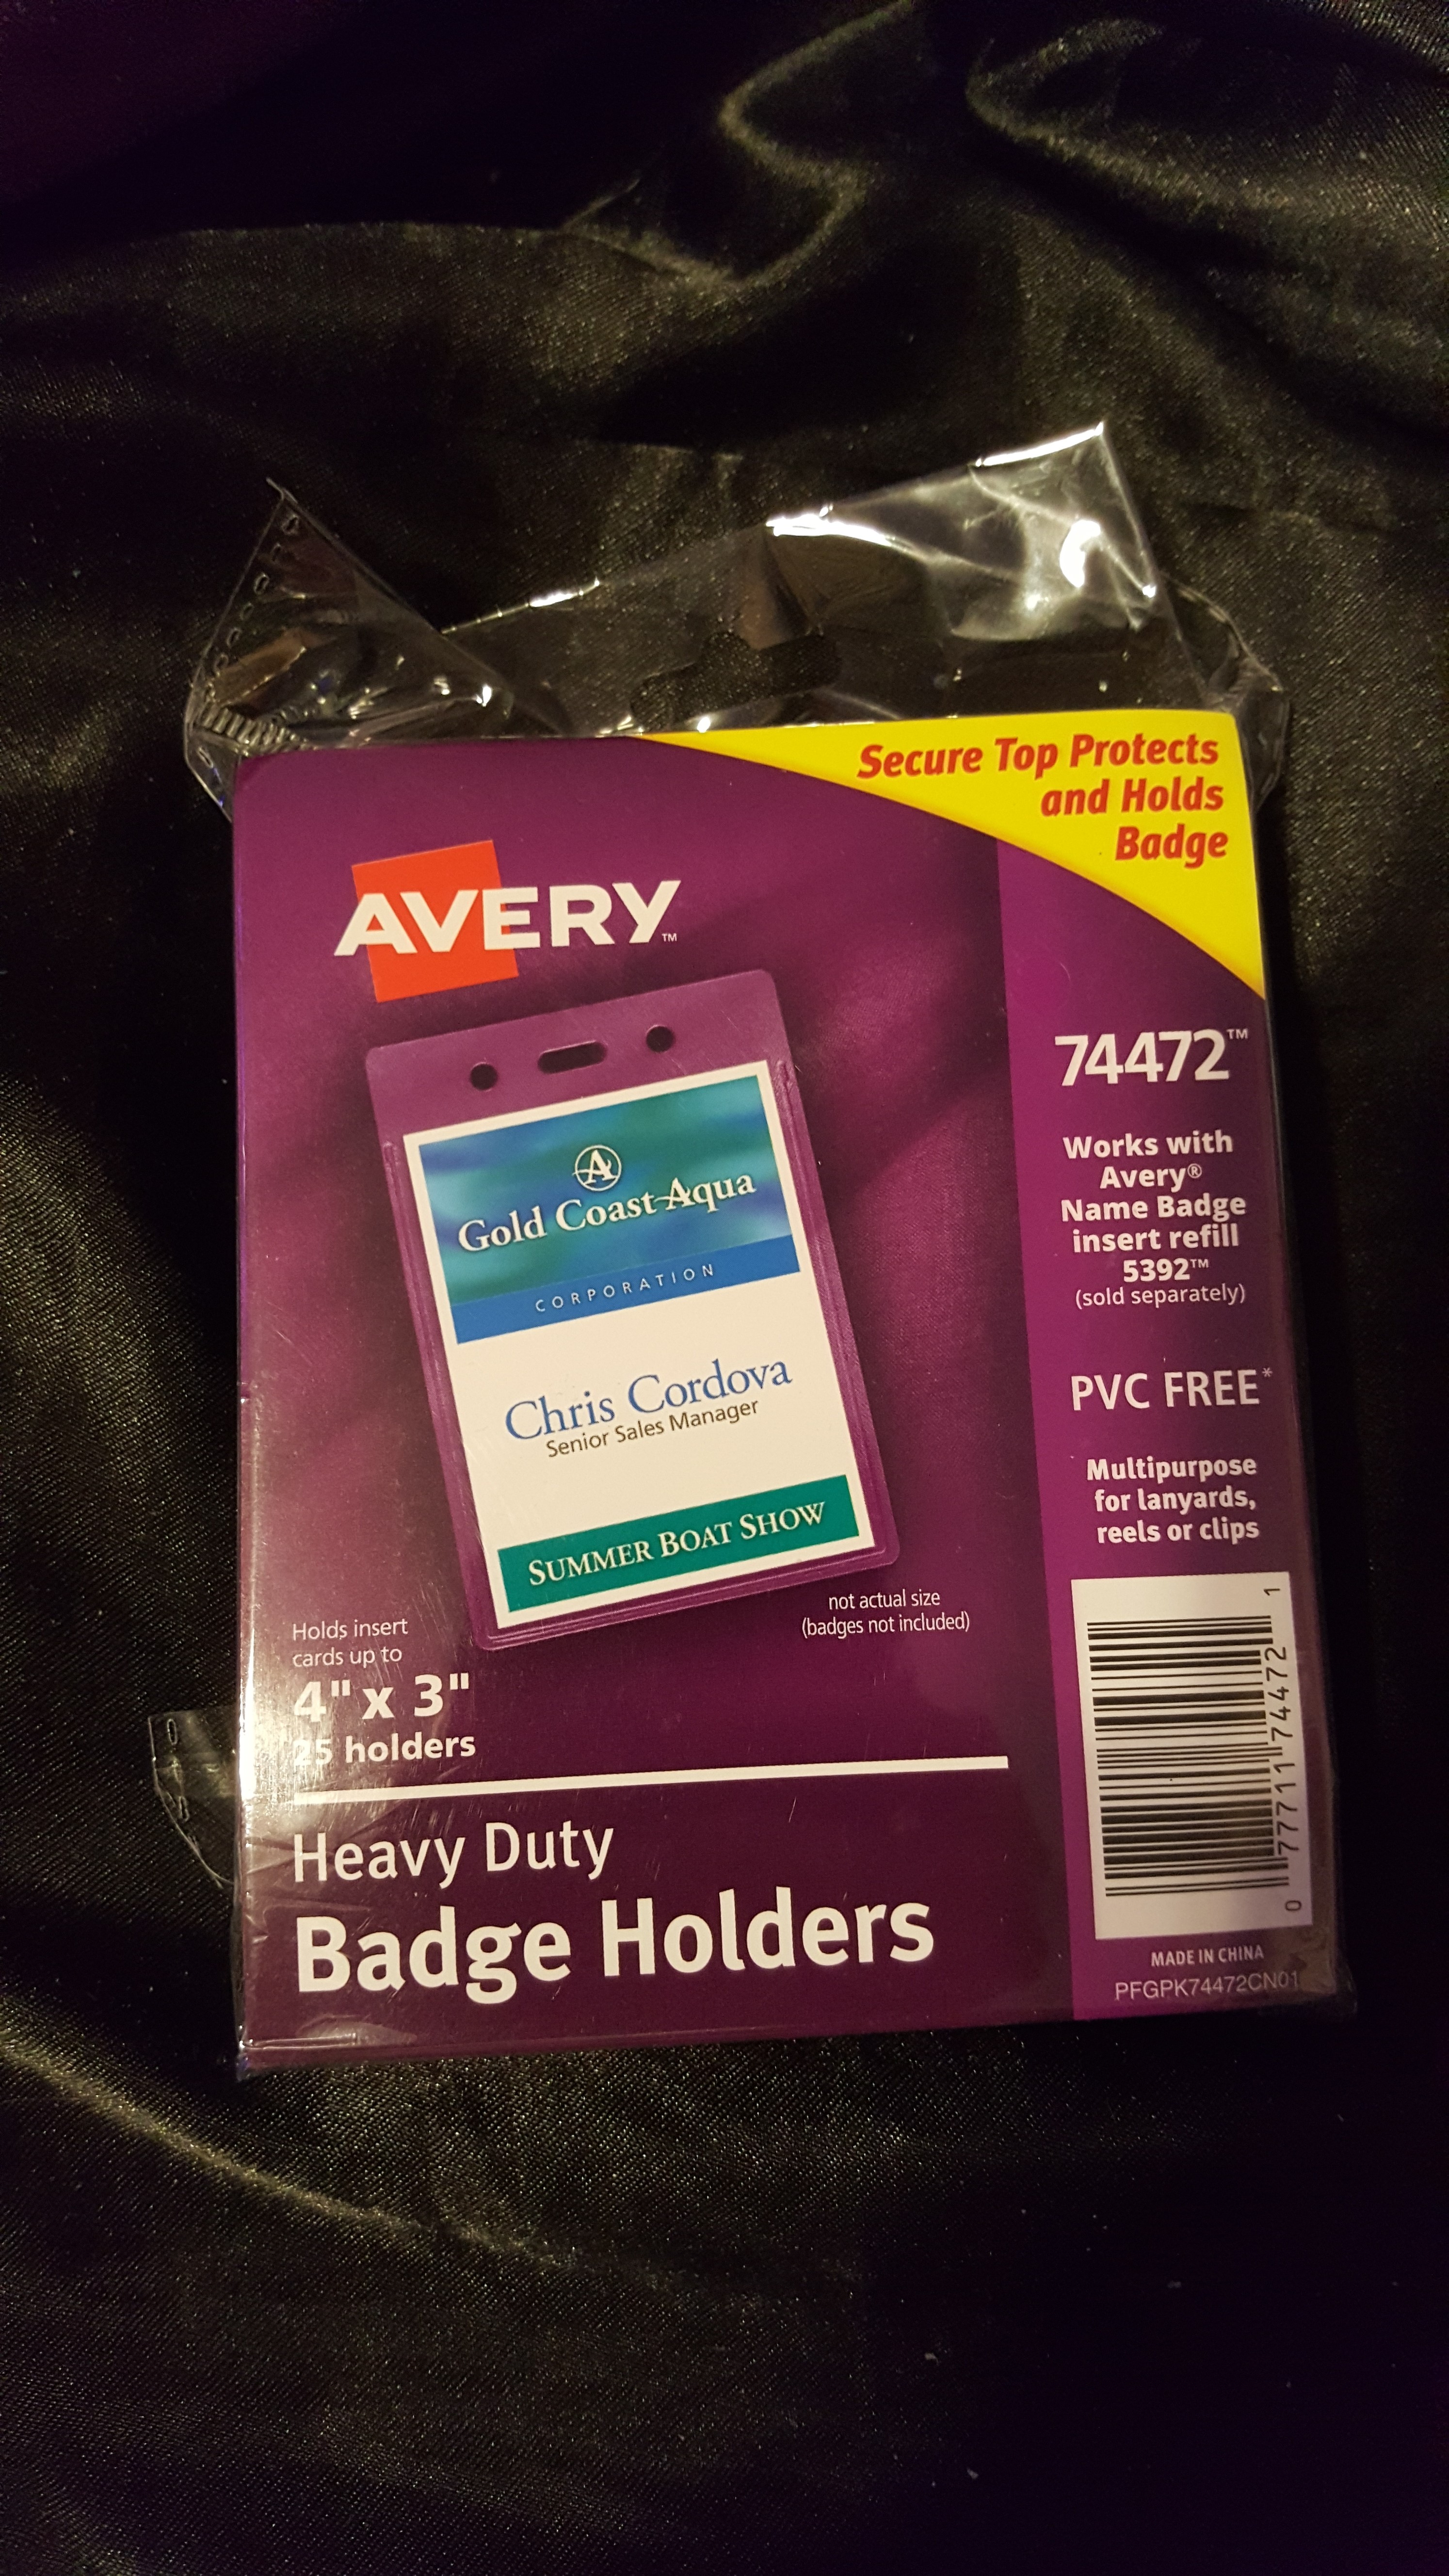 Secure Top Protects
and Holds
Badge
AVERY™
74472™
Works with
Avery®
Name Badge
insert refill
5392™
(sold separately)
PVC FREE*
Multipurpose
for lanyards,
reels or clips
A
Gold Coast Aqua
CORPORATION
Chris Cordova
Senior Sales Manager
SUMMER BOAT SHOW
not actual size
(badges not included)
Holds insert
cards up to
4" x 3"
25 holders
Heavy Duty
Badge Holders
0 77711 74472 1
MADE IN CHINA
PFGPK74472CN01